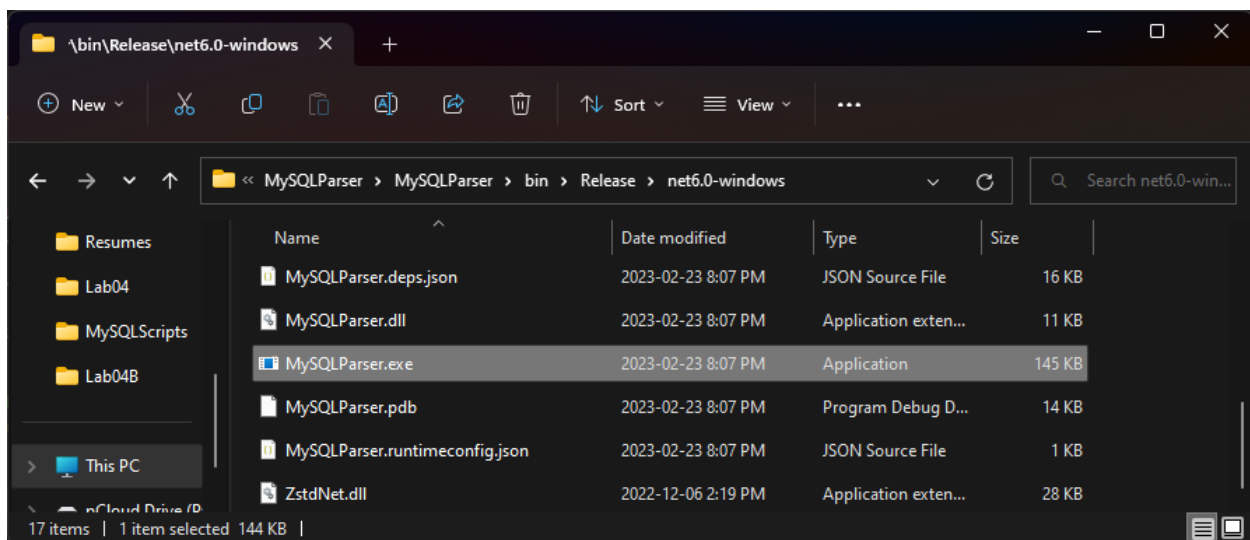 \bin\Release\net6.0-windows
New Sort View
« MySQLParser > MySQLParser > bin > Release > net6.0-windows Search net6.0-win...
Resumes
Lab04
MySQLScripts
Lab04B
This PC
Name Date modified Type Size
MySQLParser.deps.json 2023-02-23 8:07 PM JSON Source File 16 KB
MySQLParser.dll 2023-02-23 8:07 PM Application exten... 11 KB
MySQLParser.exe 2023-02-23 8:07 PM Application 145 KB
MySQLParser.pdb 2023-02-23 8:07 PM Program Debug D... 14 KB
MySQLParser.runtimeconfig.json 2023-02-23 8:07 PM JSON Source File 1 KB
ZstdNet.dll 2022-12-06 2:19 PM Application exten... 28 KB
17 items | 1 item selected 144 KB |